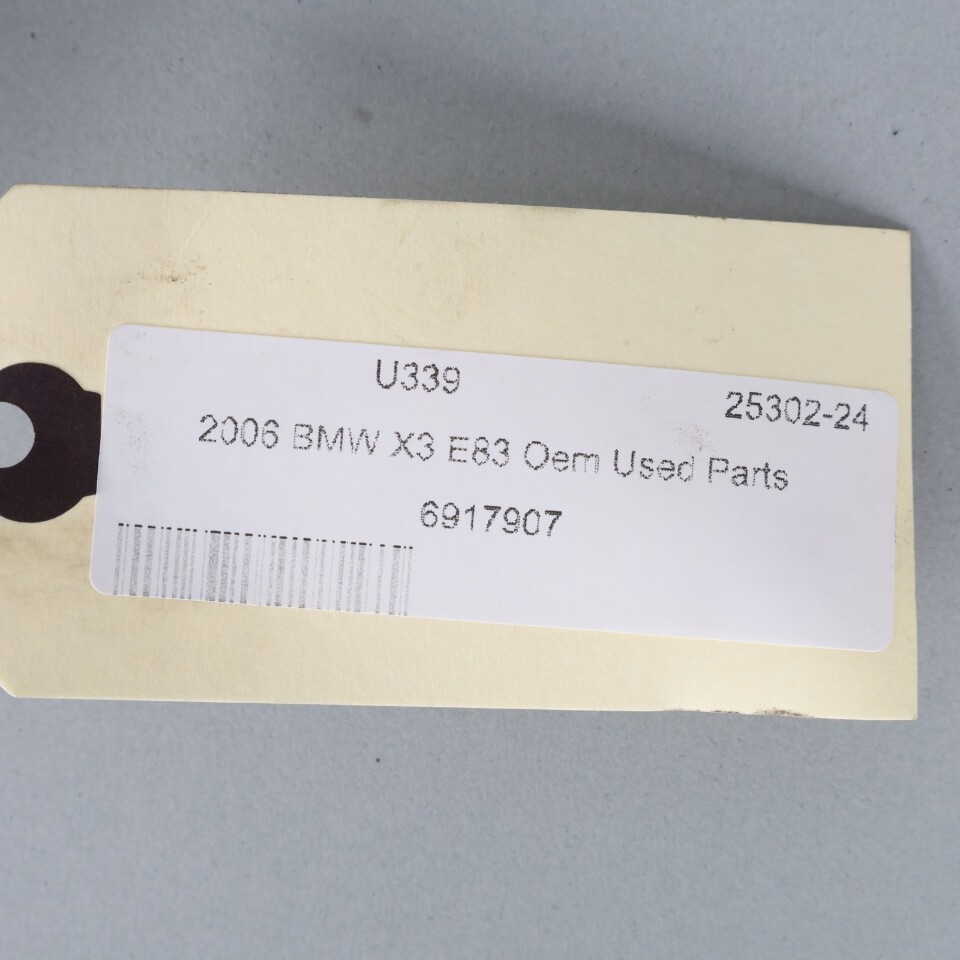 U339
25302-24
2006 BMW X3 E83 Oem Used Parts
6917907